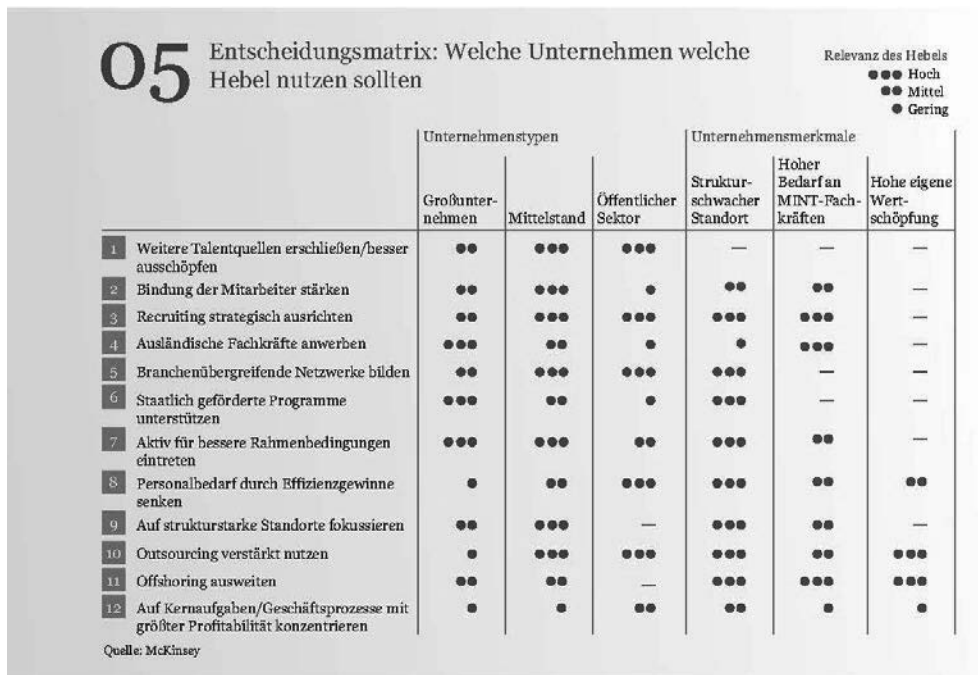 05
Entscheidungsmatrix: Welche Unternehmen welche
Hebel nutzen sollten
Relevanz des Hebels
●●● Hoch
●● Mittel
● Gering
Unternehmenstypen
Unternehmensmerkmale
Großunter-
nehmen
Mittelstand
Öffentlicher
Sektor
Struktur-
schwacher
Standort
Hoher
Bedarf an
MINT-Fach-
kräften
Hohe eigene
Wert-
schöpfung
1 Weitere Talentquellen erschließen/besser ●● ●●● ●●● — — —
ausschöpfen
2 Bindung der Mitarbeiter stärken ●● ●●● ● ●● ●● —
3 Recruiting strategisch ausrichten ●● ●●● ●●● ●●● ●●● —
4 Ausländische Fachkräfte anwerben ●●● ●● ● ● ●●● —
5 Branchenübergreifende Netzwerke bilden ●● ●●● ●●● ●●● — —
6 Staatlich geförderte Programme ●●● ●● ● ●●● — —
unterstützen
7 Aktiv für bessere Rahmenbedingungen ●●● ●●● ●● ●●● ●● —
eintreten
8 Personalbedarf durch Effizienzgewinne ● ●● ●●● ●●● ●● ●●
senken
9 Auf strukturstarke Standorte fokussieren ●● ●●● — ●●● ●● —
10 Outsourcing verstärkt nutzen ● ●●● ●●● ●●● ●● ●●●
11 Offshoring ausweiten ●● ●● — ●●● ●●● ●●●
12 Auf Kernaufgaben/Geschäftsprozesse mit ● ● ●● ●● ● ●
größter Profitabilität konzentrieren
Quelle: McKinsey